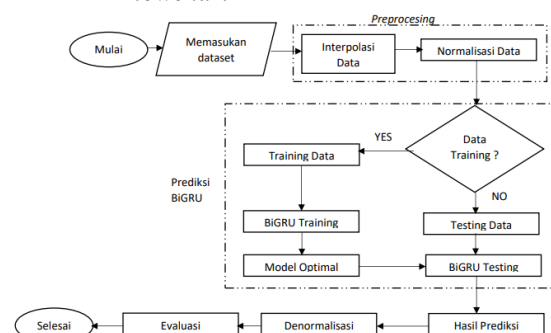 Preprocesing
Mulai
Memasukan
dataset
Interpolasi
Data
Normalisasi Data
Data
Training ?
YES
Training Data
Prediksi
BiGRU
NO
BiGRU Training
Testing Data
Model Optimal
BiGRU Testing
Selesai
Evaluasi
Denormalisasi
Hasil Prediksi